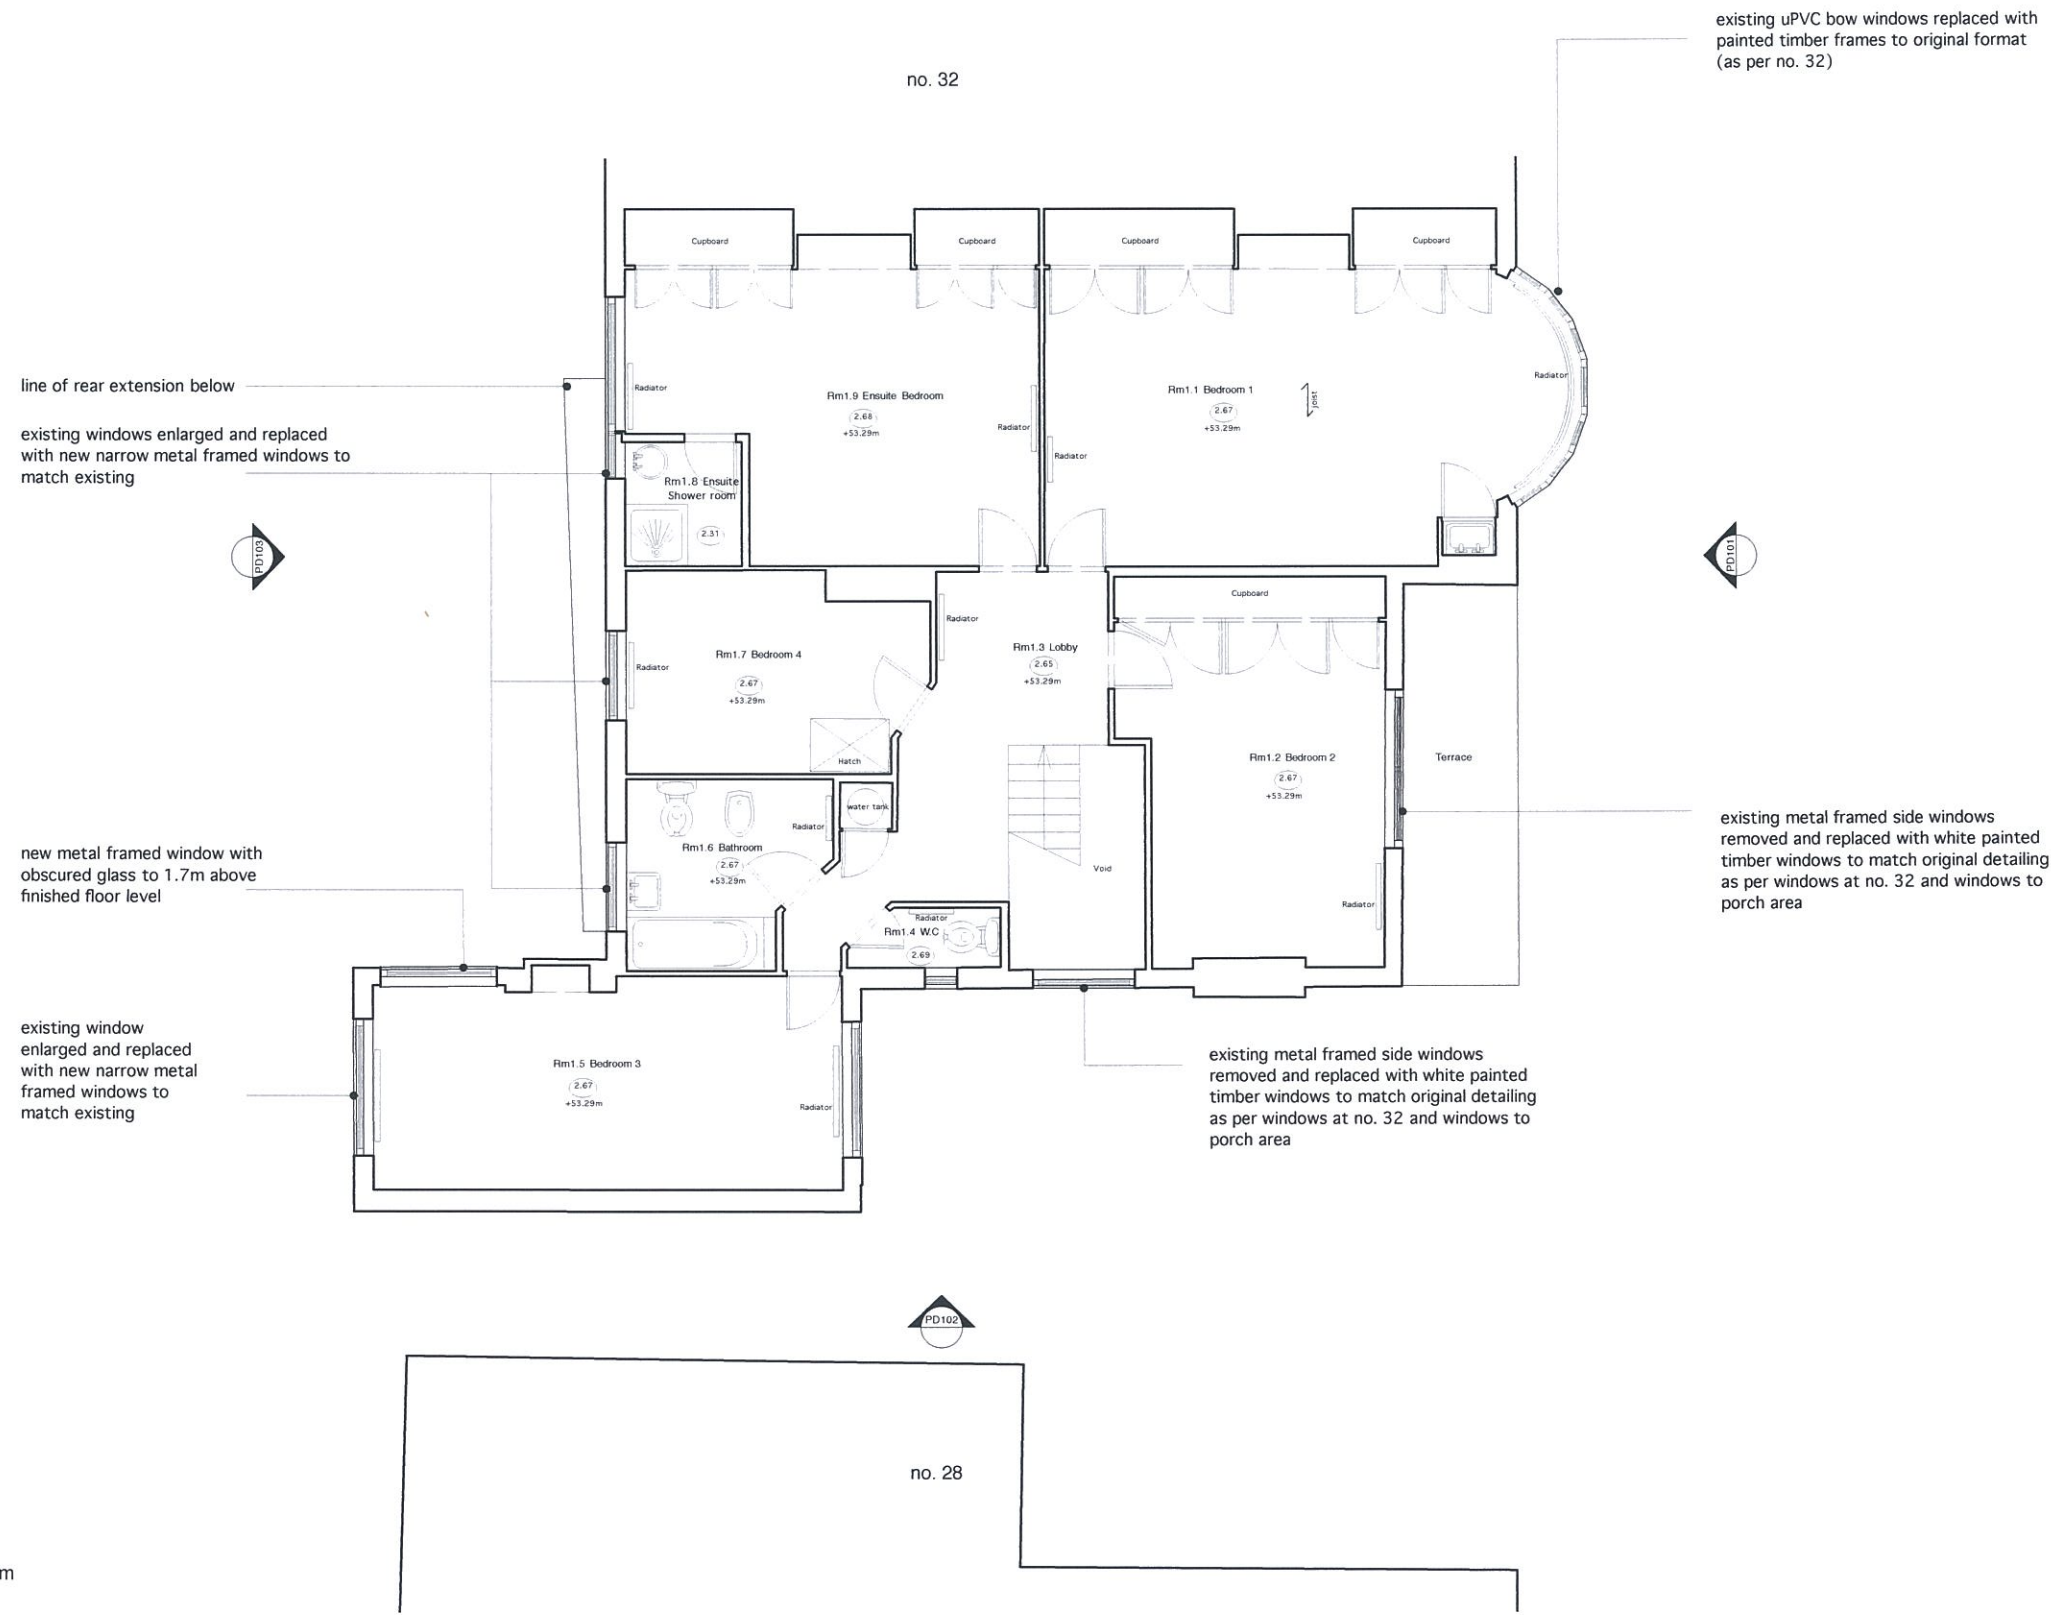 existing uPVC bow windows replaced with
painted timber frames to original format
(as per no. 32)
no. 32
Cupboard
Cupboard
Cupboard
Cupboard
line of rear extension below
existing windows enlarged and replaced
with new narrow metal framed windows to
match existing
Radiator
Rm1.9 Ensuite Bedroom
2.68
+53.29m
Radiator
Rm1.1 Bedroom 1
2.67
+53.29m
joist
Radiator
Radiator
Rm1.8 Ensuite
Shower room
2.31
PD103
PD101
Cupboard
Radiator
Rm1.3 Lobby
2.65
+53.29m
Rm1.7 Bedroom 4
Radiator
2.67
+53.29m
Hatch
Rm1.2 Bedroom 2
2.67
+53.29m
Terrace
water tank
Radiator
Rm1.6 Bathroom
2.67
+53.29m
Void
Radiator
existing metal framed side windows
removed and replaced with white painted
timber windows to match original detailing
as per windows at no. 32 and windows to
porch area
new metal framed window with
obscured glass to 1.7m above
finished floor level
Radiator
Rm1.4 W.C
2.69
existing window
enlarged and replaced
with new narrow metal
framed windows to
match existing
Rm1.5 Bedroom 3
2.67
+53.29m
Radiator
existing metal framed side windows
removed and replaced with white painted
timber windows to match original detailing
as per windows at no. 32 and windows to
porch area
PD102
no. 28
m